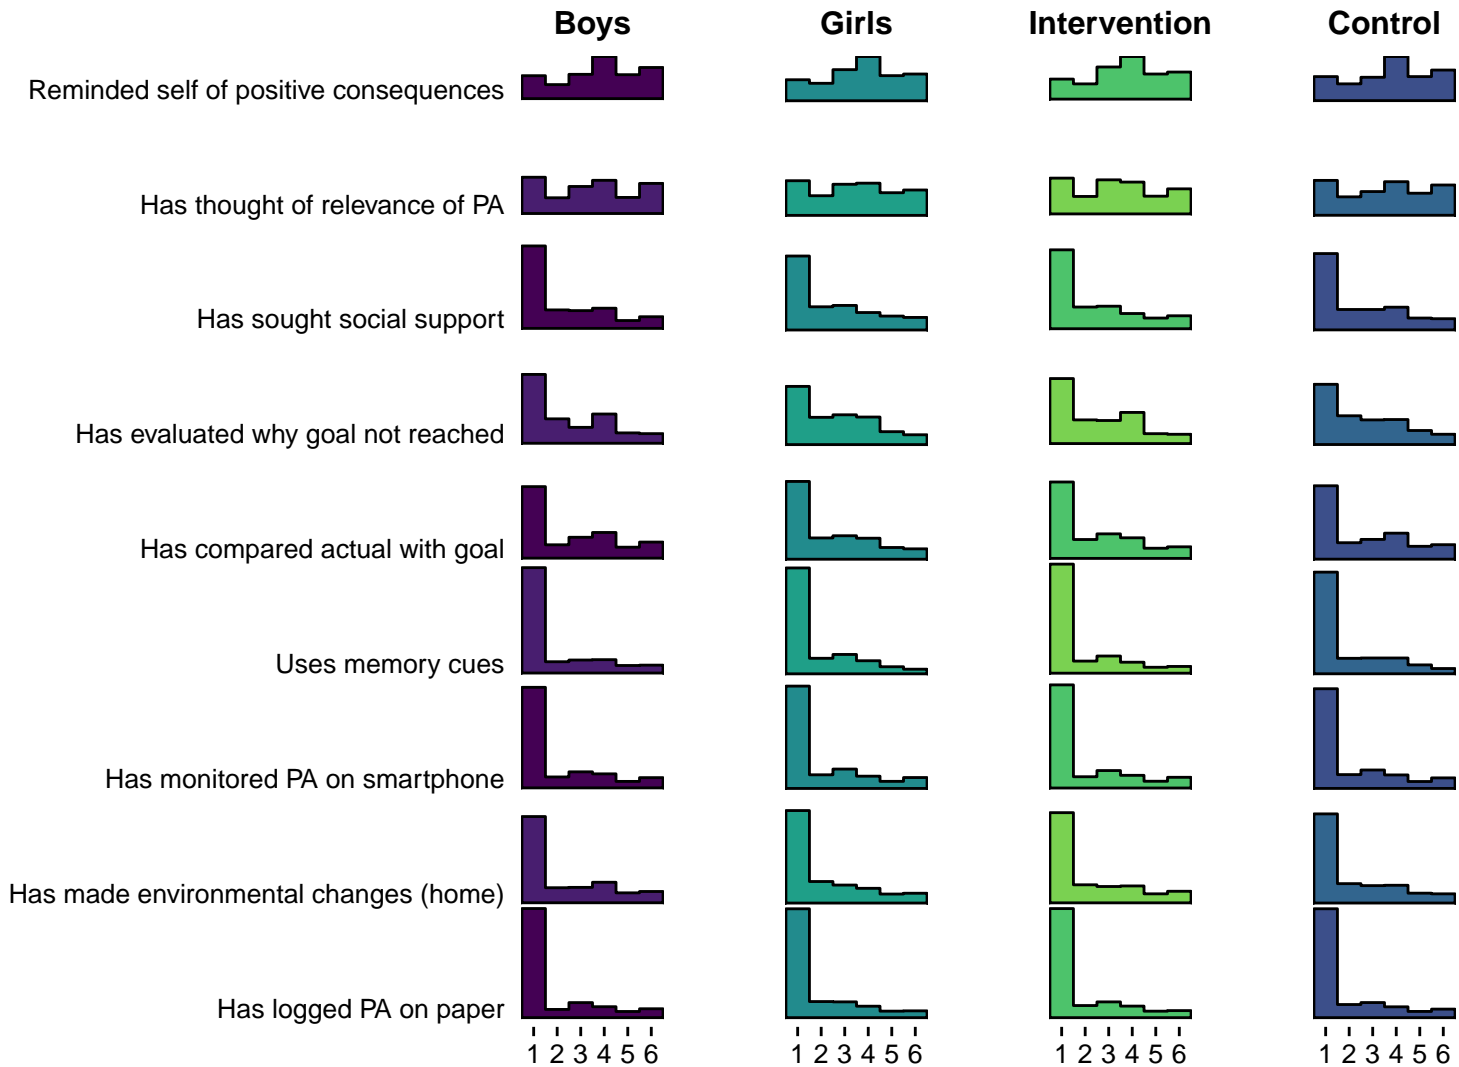 Boys Girls Intervention Control
Reminded self of positive consequences
Has thought of relevance of PA
Has sought social support
Has evaluated why goal not reached
Has compared actual with goal
Uses memory cues
Has monitored PA on smartphone
Has made environmental changes (home)
Has logged PA on paper
1 2 3 4 5 6 1 2 3 4 5 6 1 2 3 4 5 6 1 2 3 4 5 6